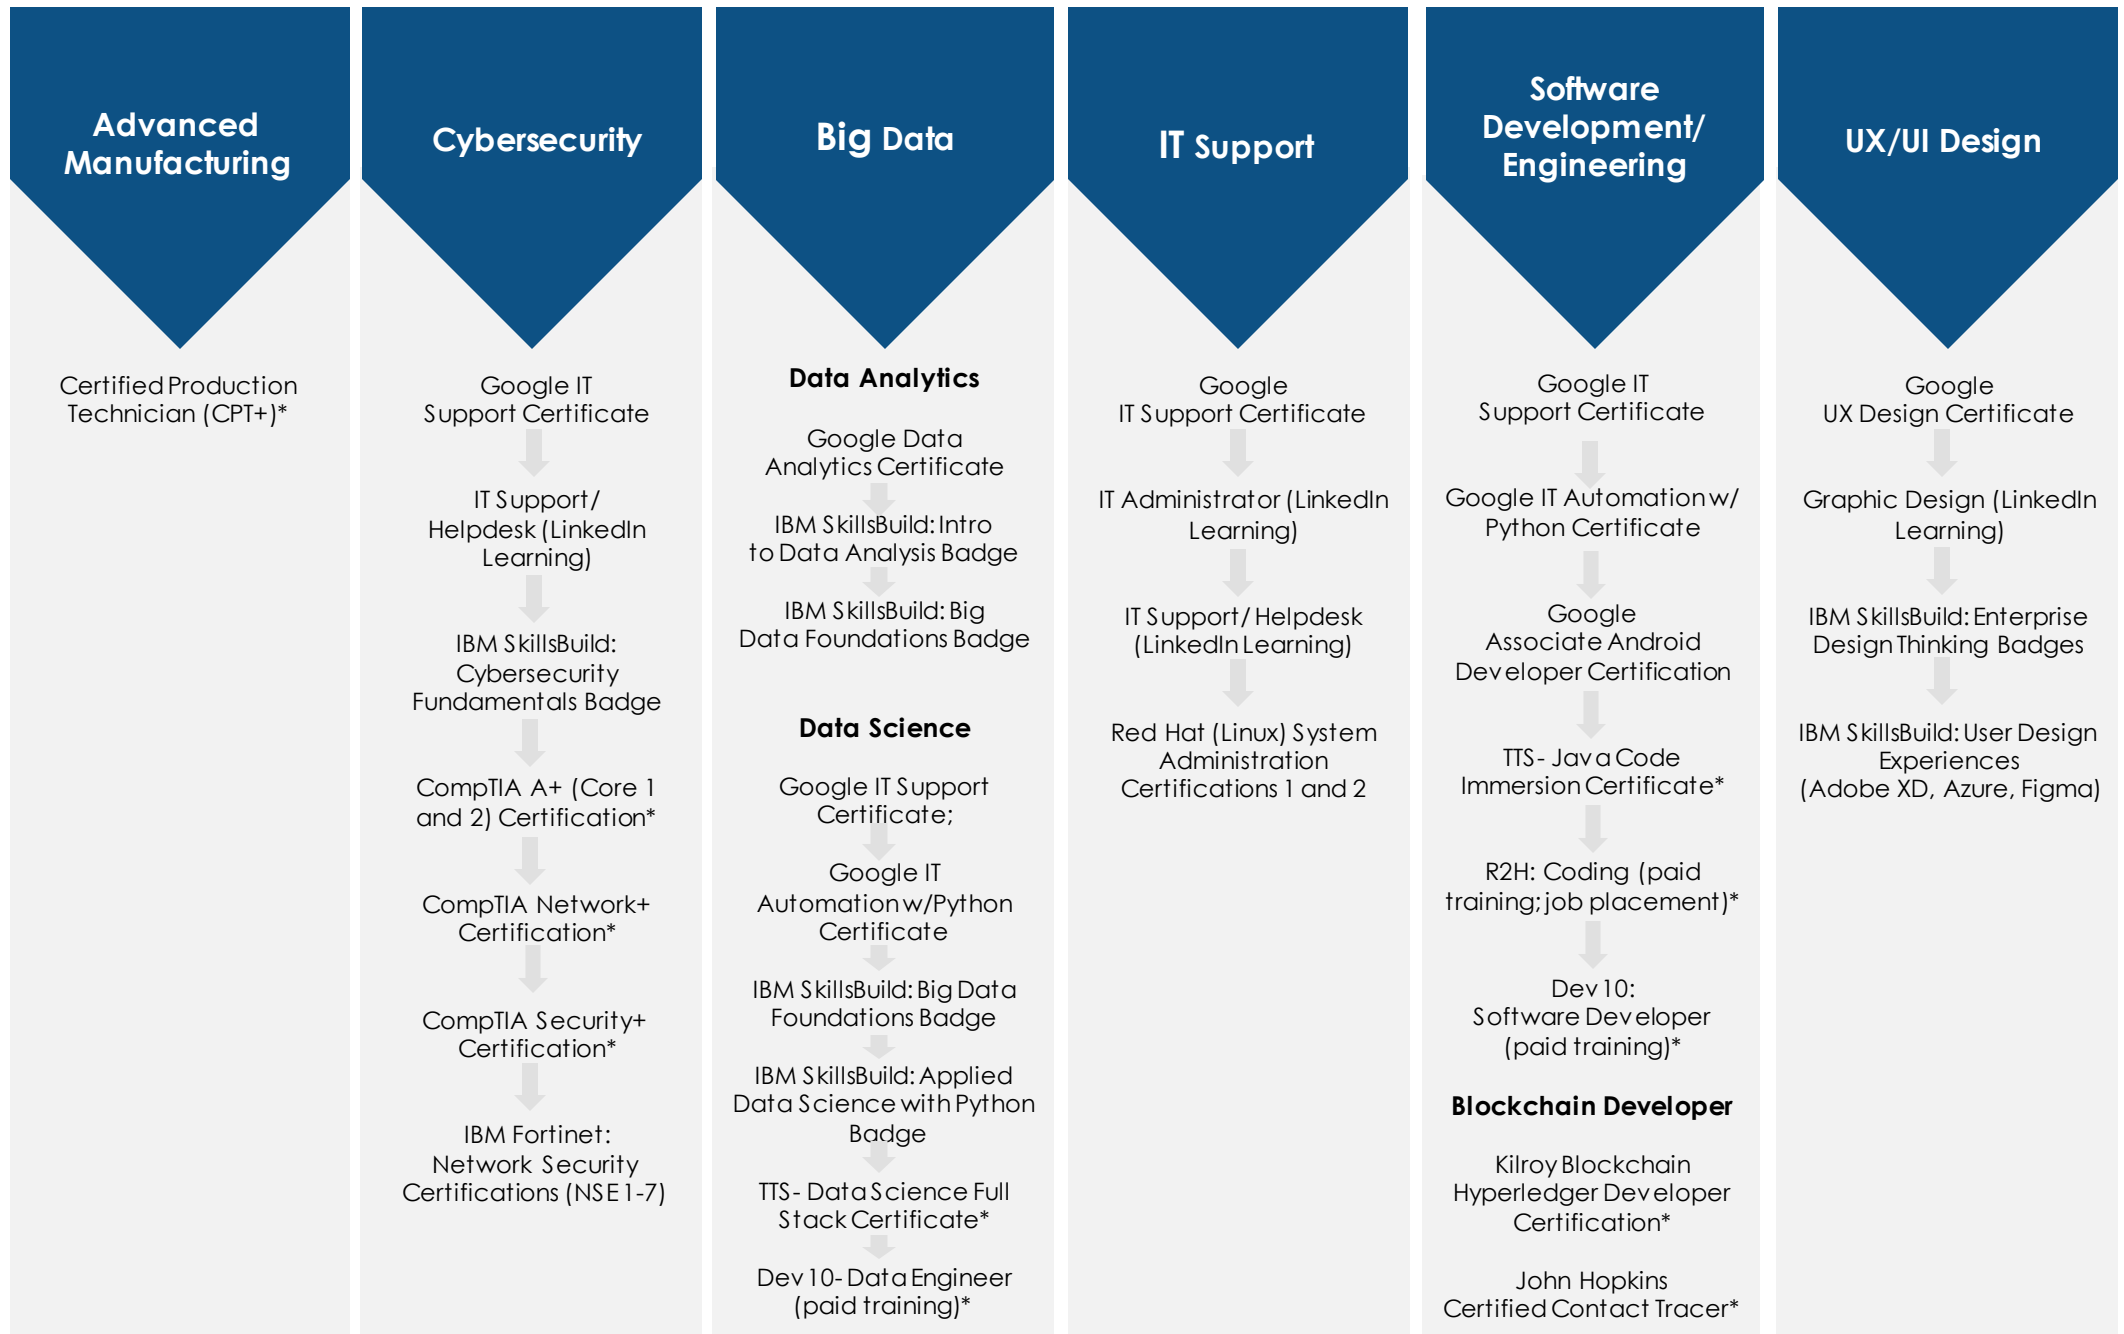 Advanced
Manufacturing
Certified Production
Technician (CPT+)*
Cybersecurity
Google IT
Support Certificate
IT Support/
Helpdesk (LinkedIn
Learning)
IBM SkillsBuild:
Cybersecurity
Fundamentals Badge
CompTIA A+ (Core 1
and 2) Certification*
CompTIA Network+
Certification*
CompTIA Security+
Certification*
IBM Fortinet:
Network Security
Certifications (NSE 1-7)
Big Data
Data Analytics
Google Data
Analytics Certificate
IBM SkillsBuild: Intro
to Data Analysis Badge
IBM SkillsBuild: Big
Data Foundations Badge
Data Science
Google IT Support
Certificate;
Google IT
Automation w/Python
Certificate
IBM SkillsBuild: Big Data
Foundations Badge
IBM SkillsBuild: Applied
Data Science with Python
Badge
TTS- Data Science Full
Stack Certificate*
Dev 10- Data Engineer
(paid training)*
IT Support
Google
IT Support Certificate
IT Administrator (LinkedIn
Learning)
IT Support/ Helpdesk
(LinkedIn Learning)
Red Hat (Linux) System
Administration
Certifications 1 and 2
Software
Development/
Engineering
Google IT
Support Certificate
Google IT Automation w/
Python Certificate
Google
Associate Android
Developer Certification
TTS- Java Code
Immersion Certificate*
R2H: Coding (paid
training; job placement)*
Dev 10:
Software Developer
(paid training)*
Blockchain Developer
Kilroy Blockchain
Hyperledger Developer
Certification*
John Hopkins
Certified Contact Tracer*
UX/UI Design
Google
UX Design Certificate
Graphic Design (LinkedIn
Learning)
IBM SkillsBuild: Enterprise
Design Thinking Badges
IBM SkillsBuild: User Design
Experiences
(Adobe XD, Azure, Figma)